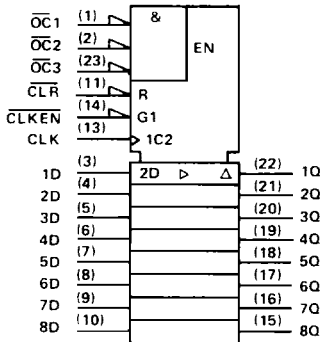 OC1 (1) & EN
OC2 (2)
OC3 (23)
CLR (11) R
CLKEN (14) G1
CLK (13) 1C2
1D (3) 2D ▷ △ (22) 1Q
2D (4) (21) 2Q
3D (5) (20) 3Q
4D (6) (19) 4Q
5D (7) (18) 5Q
6D (8) (17) 6Q
7D (9) (16) 7Q
8D (10) (15) 8Q